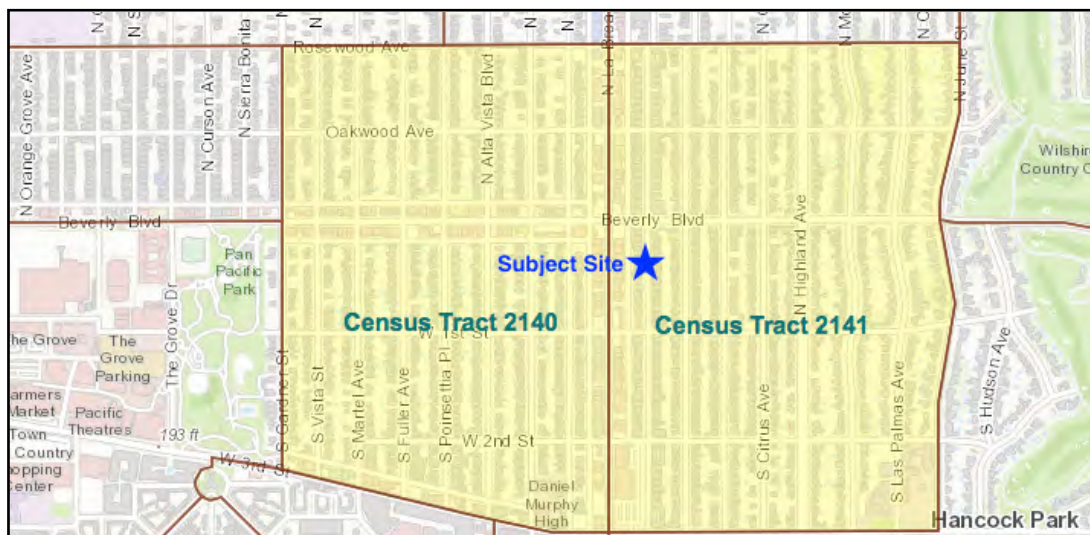 N Orange Grove Ave
N Curson Ave
N Sierra Bonita
Rosewood Ave
N Alta Vista Blvd
N La Brea
N June St
Oakwood Ave
Wilshire
Country
Beverly Blvd
Beverly Blvd
N Highland Ave
Pan
Pacific
Park
Subject Site
The Grove Dr
Census Tract 2140
Census Tract 2141
W 1st St
he Grove
The
Grove
Parking
S Gardner St
S Vista St
S Martel Ave
S Fuller Ave
S Poinsettia Pl
S Citrus Ave
S Las Palmas Ave
S Hudson Ave
armers
Market
Pacific
Theatres
193 ft
W 2nd St
Town
Country
hopping
Center
W 3rd St
Daniel
Murphy
High
Hancock Park